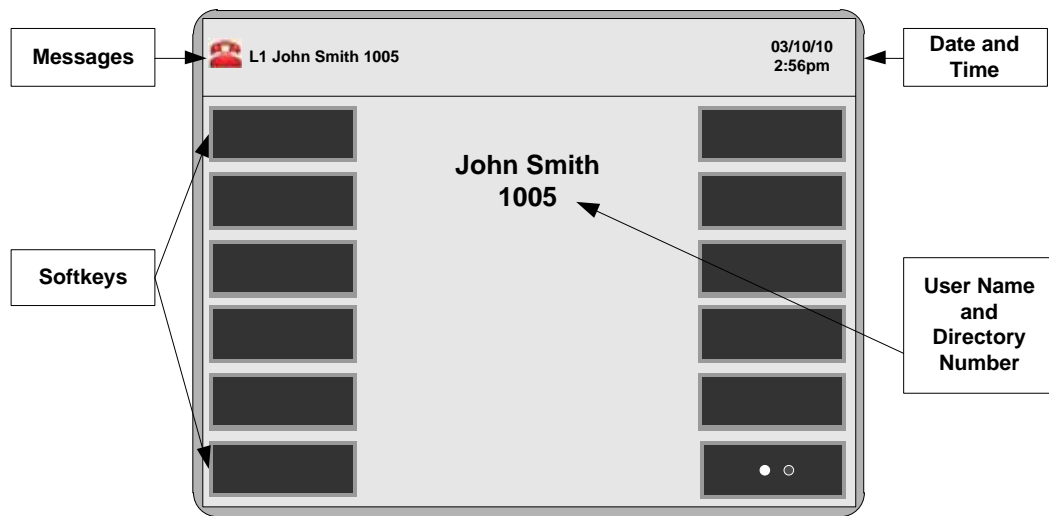 Messages
L1 John Smith 1005
03/10/10
2:56pm
Date and
Time
John Smith
1005
Softkeys
User Name
and
Directory
Number